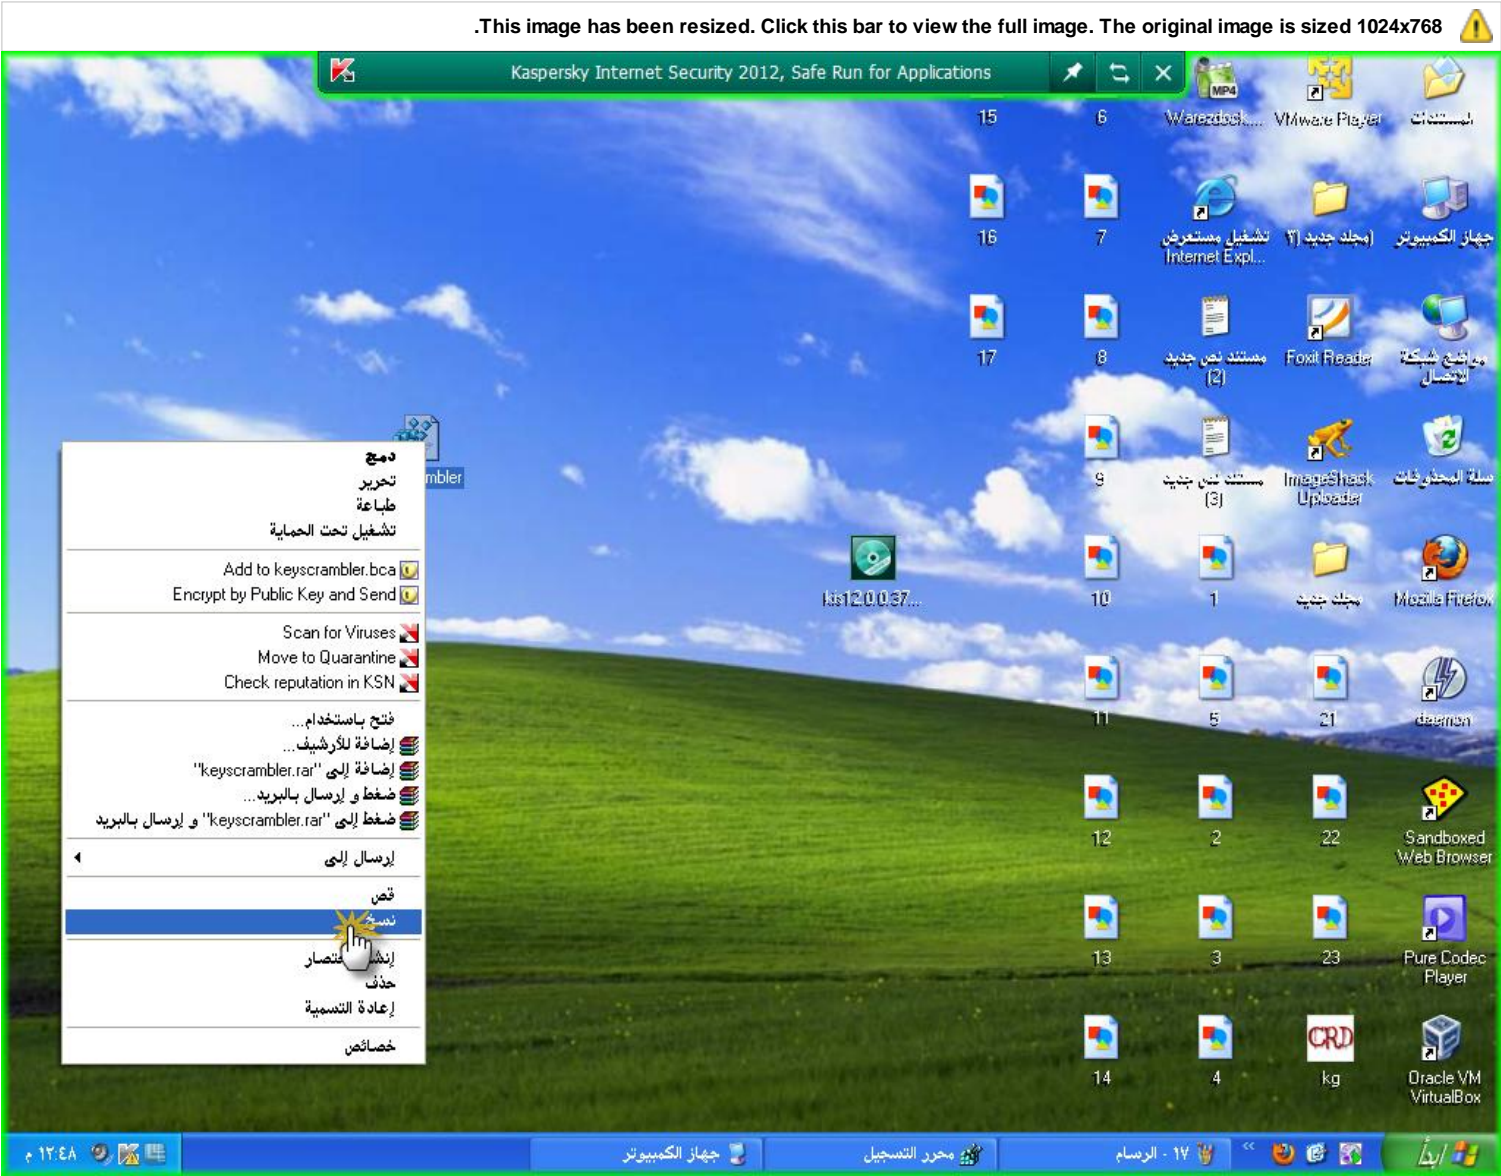 .This image has been resized. Click this bar to view the full image. The original image is sized 1024x768
Kaspersky Internet Security 2012, Safe Run for Applications
المستندات
VMware Player
Warezdock....
6
15
جهاز الكمبيوتر
مجلد جديد (٣)
تشغيل مستعرض
Internet Expl...
7
16
مواضع شبكة
الاتصال
Foxit Reader
مستند نص جديد
(2)
8
17
سلة المحذوفات
ImageShack
Uploader
مستند نص جديد
(3)
9
mbler
Mozilla Firefox
مجلد جديد
1
10
kis12.0.0.37...
daemon
21
5
11
Sandboxed
Web Browser
22
2
12
Pure Codec
Player
23
3
13
Oracle VM
VirtualBox
kg
CRD
4
14
MP4
دمج
تحرير
طباعة
تشغيل تحت الحماية
Add to keyscrambler.bca
Encrypt by Public Key and Send
Scan for Viruses
Move to Quarantine
Check reputation in KSN
فتح باستخدام...
إضافة للأرشيف...
إضافة إلى "keyscrambler.rar"
ضغط و إرسال بالبريد...
ضغط إلى "keyscrambler.rar" و إرسال بالبريد
إرسال إلى
قص
نسخ
حذف
إعادة التسمية
خصائص
ابدأ
١٧ - الرسام
محرر التسجيل
جهاز الكمبيوتر
١٢:٤٨ م